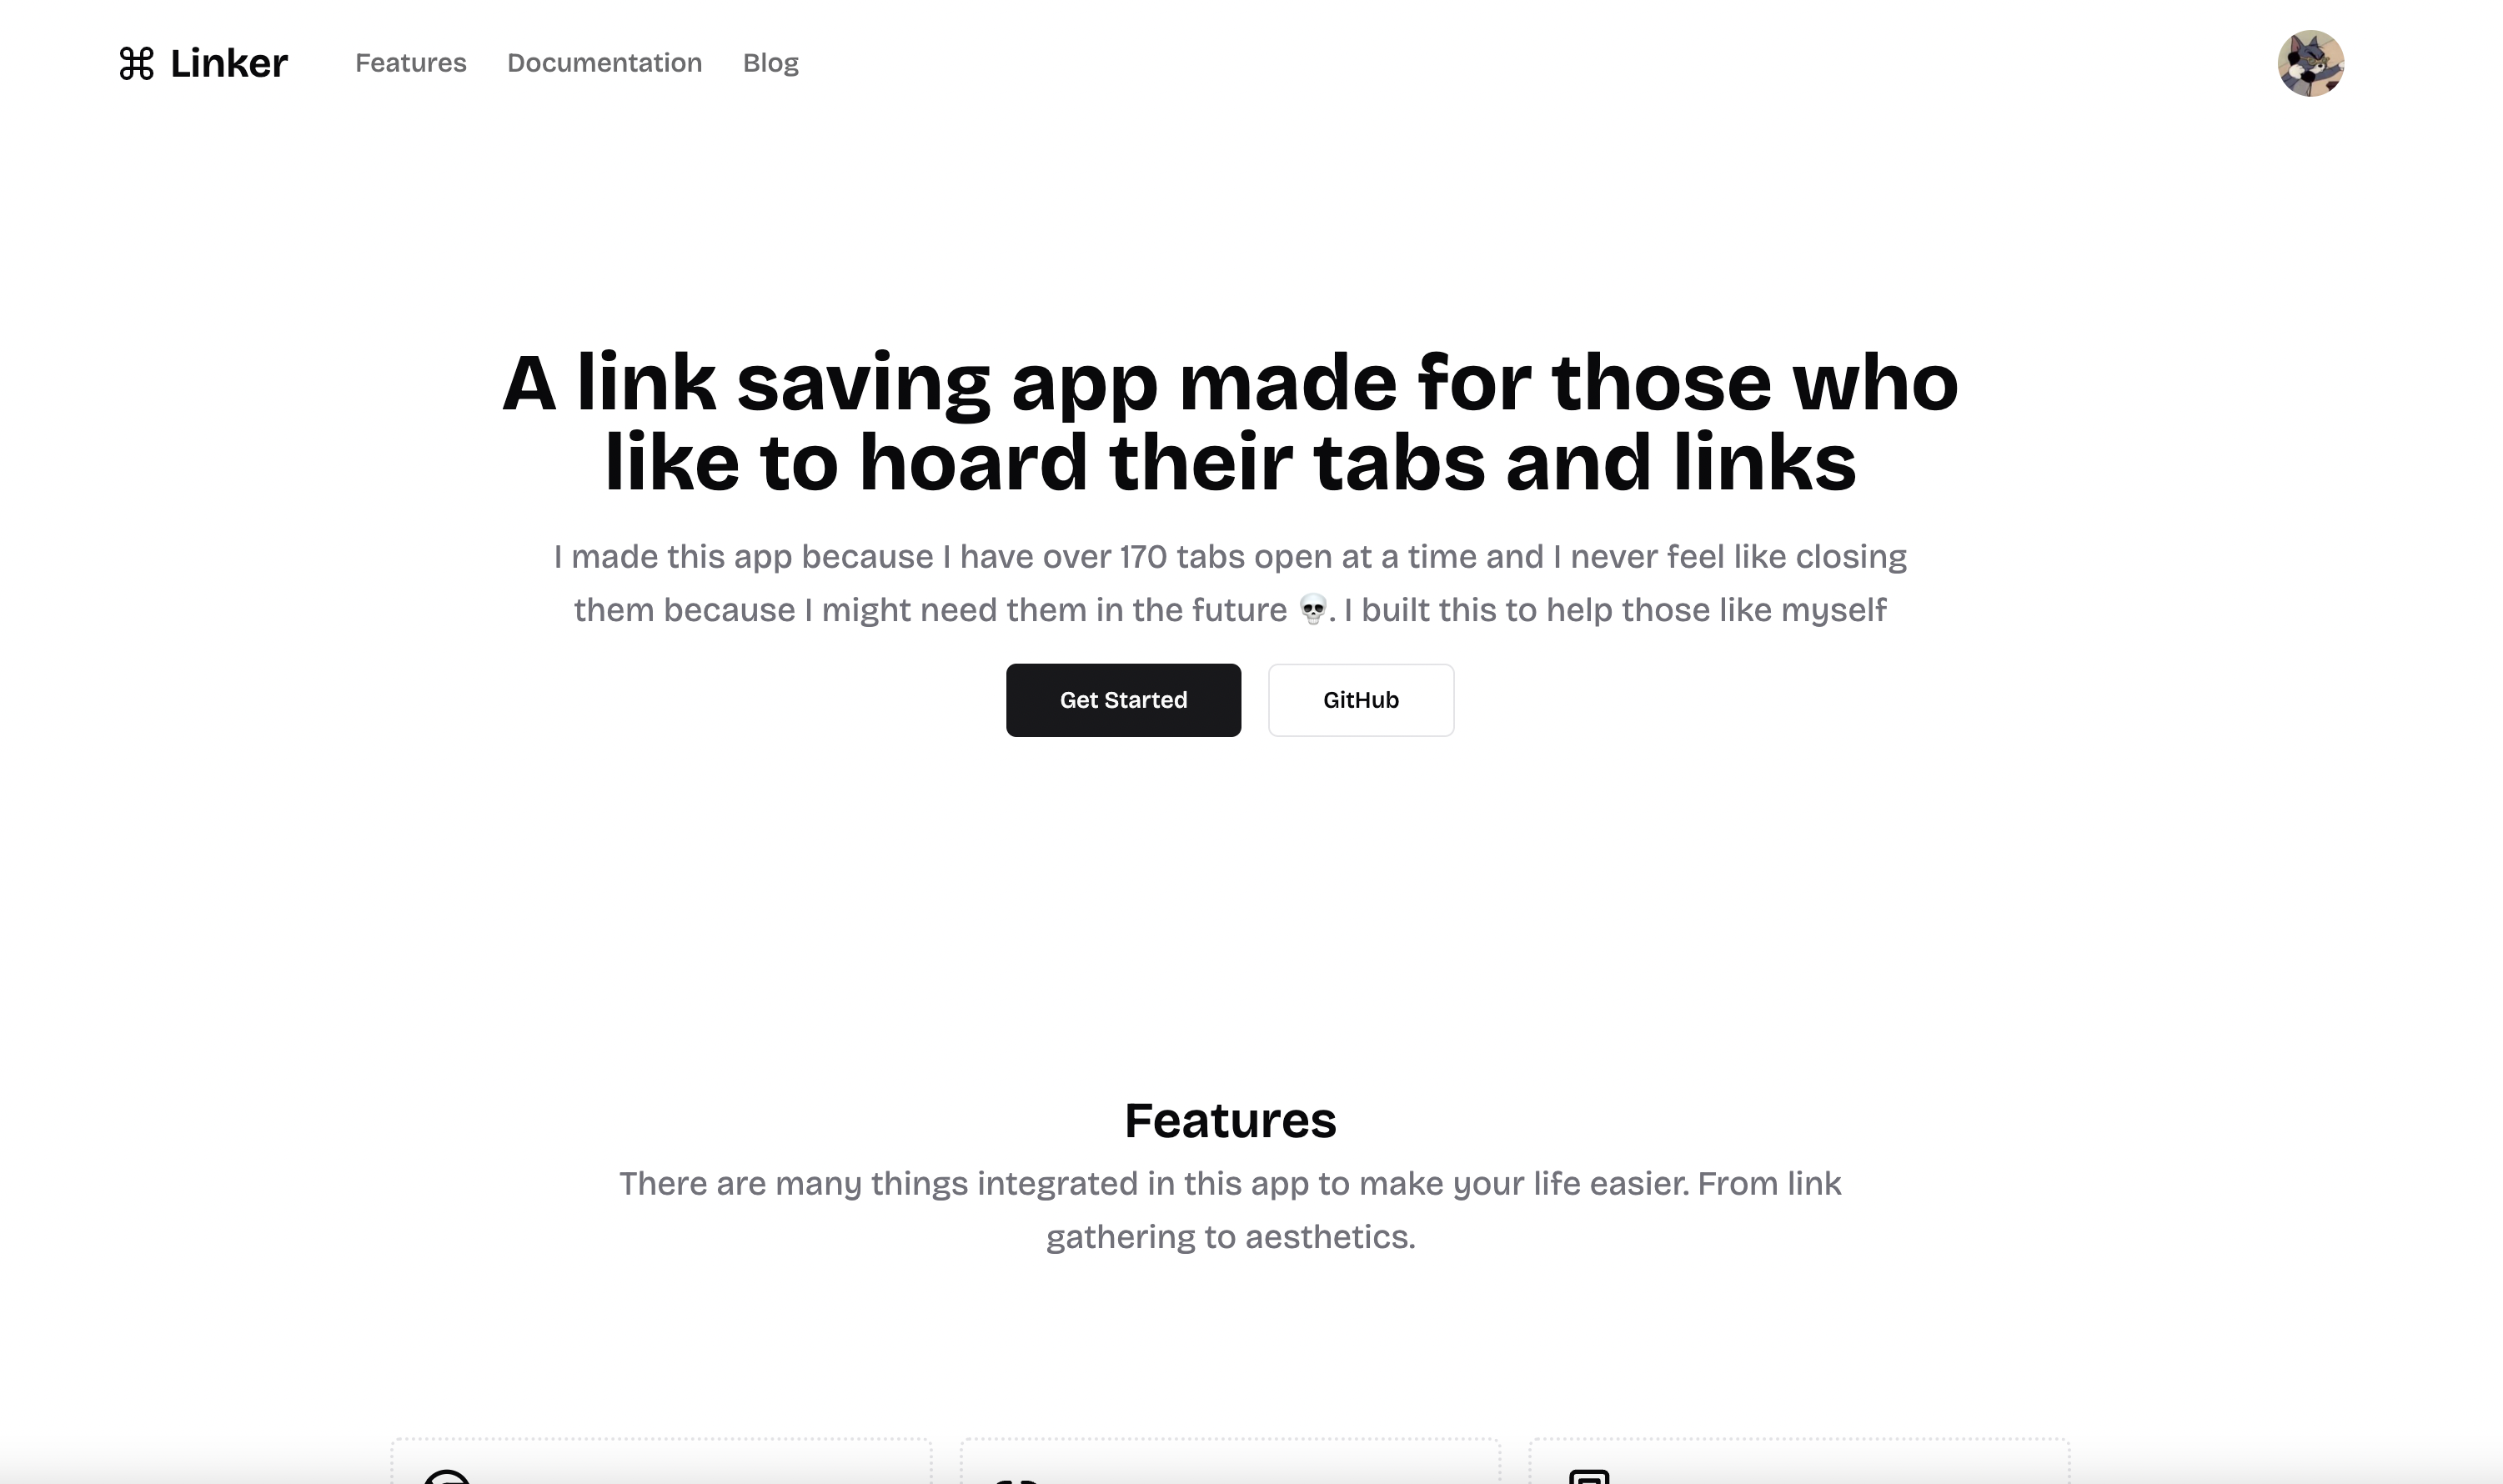 Linker
Features
Documentation
Blog
A link saving app made for those who
like to hoard their tabs and links
I made this app because I have over 170 tabs open at a time and I never feel like closing
them because I might need them in the future 💀. I built this to help those like myself
Get Started
GitHub
Features
There are many things integrated in this app to make your life easier. From link
gathering to aesthetics.